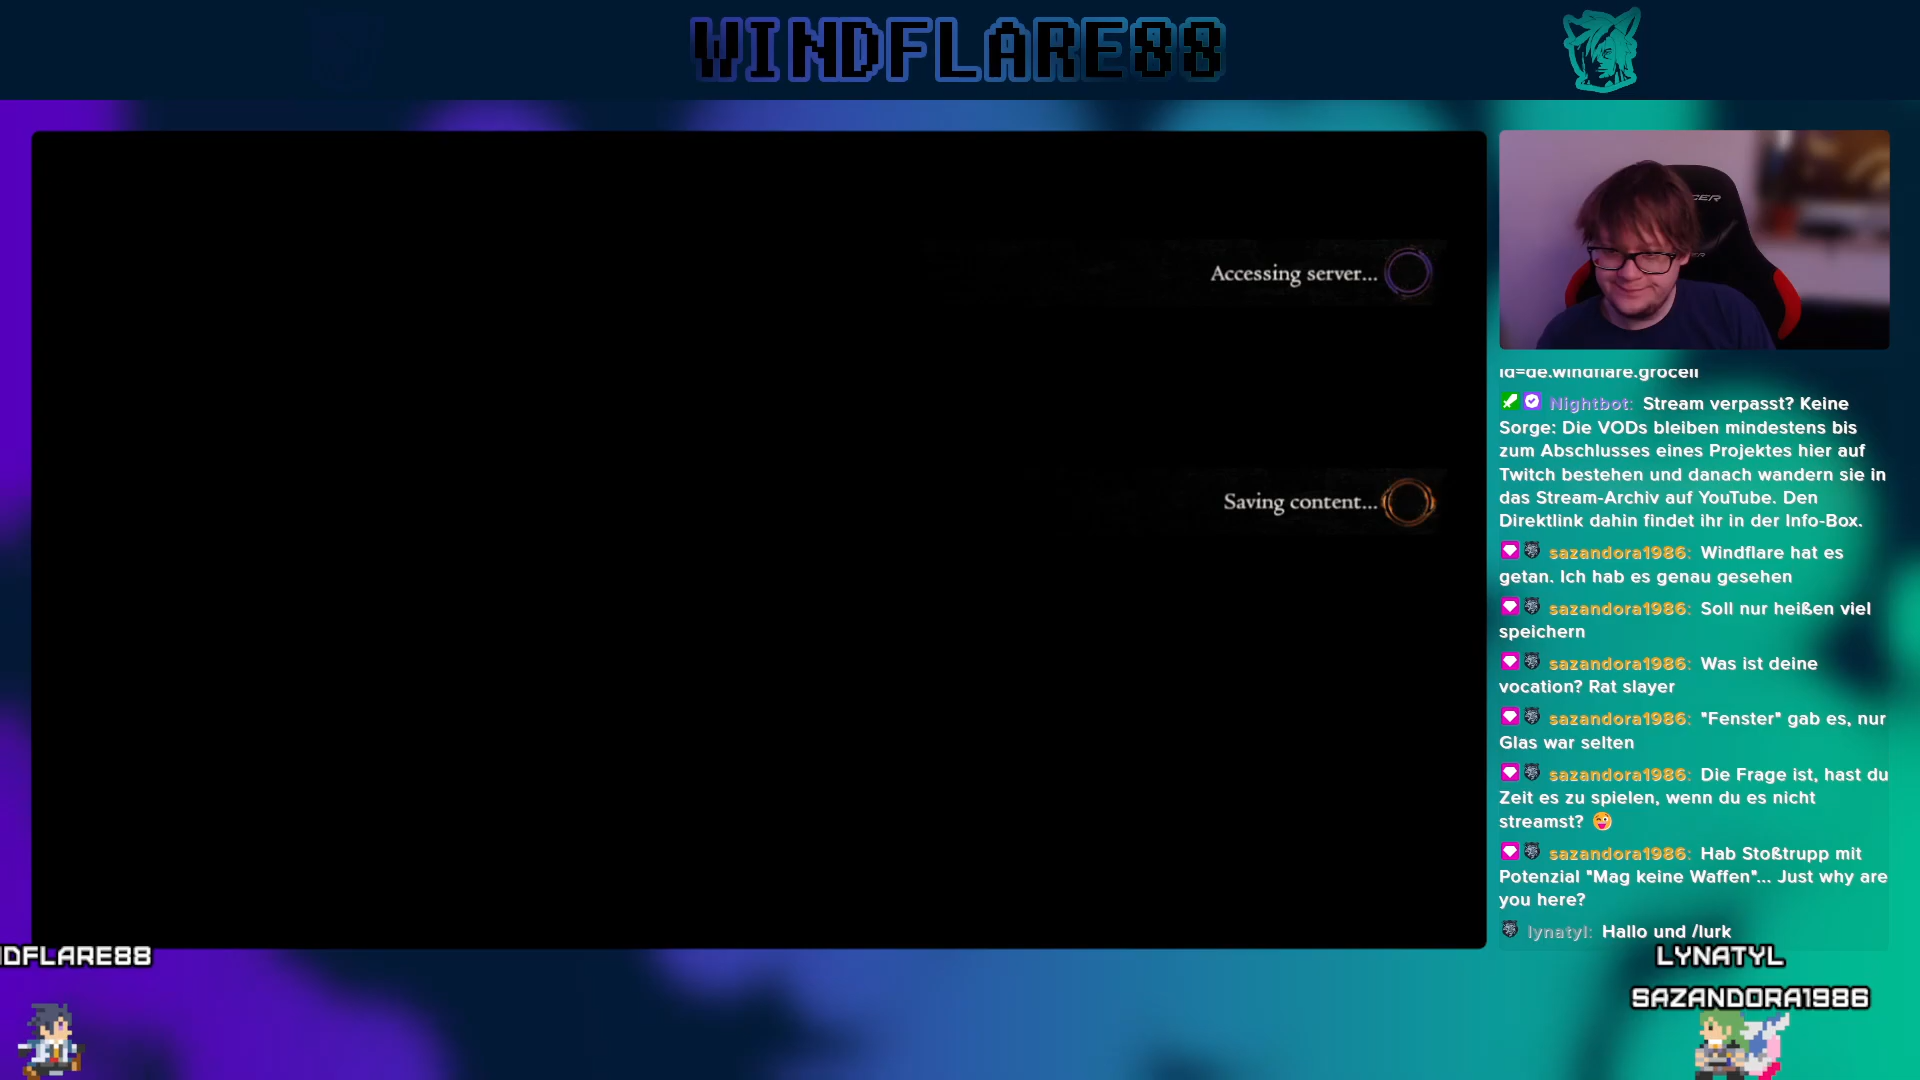 WINDFLARE88
Accessing server...
Saving content...
CER
id=de.windflare.grocell
Nightbot: Stream verpasst? Keine
Sorge: Die VODs bleiben mindestens bis
zum Abschlusses eines Projektes hier auf
Twitch bestehen und danach wandern sie in
das Stream-Archiv auf YouTube. Den
Direktlink dahin findet ihr in der Info-Box.
sazandora1986: Windflare hat es
getan. Ich hab es genau gesehen
sazandora1986: Soll nur heißen viel
speichern
sazandora1986: Was ist deine
vocation? Rat slayer
sazandora1986: "Fenster" gab es, nur
Glas war selten
sazandora1986: Die Frage ist, hast du
Zeit es zu spielen, wenn du es nicht
streamst? 😜
sazandora1986: Hab Stoßtrupp mit
Potenzial "Mag keine Waffen"... Just why are
you here?
lynatyl: Hallo und /lurk
NDFLARE88
LYNATYL
SAZANDORA1986